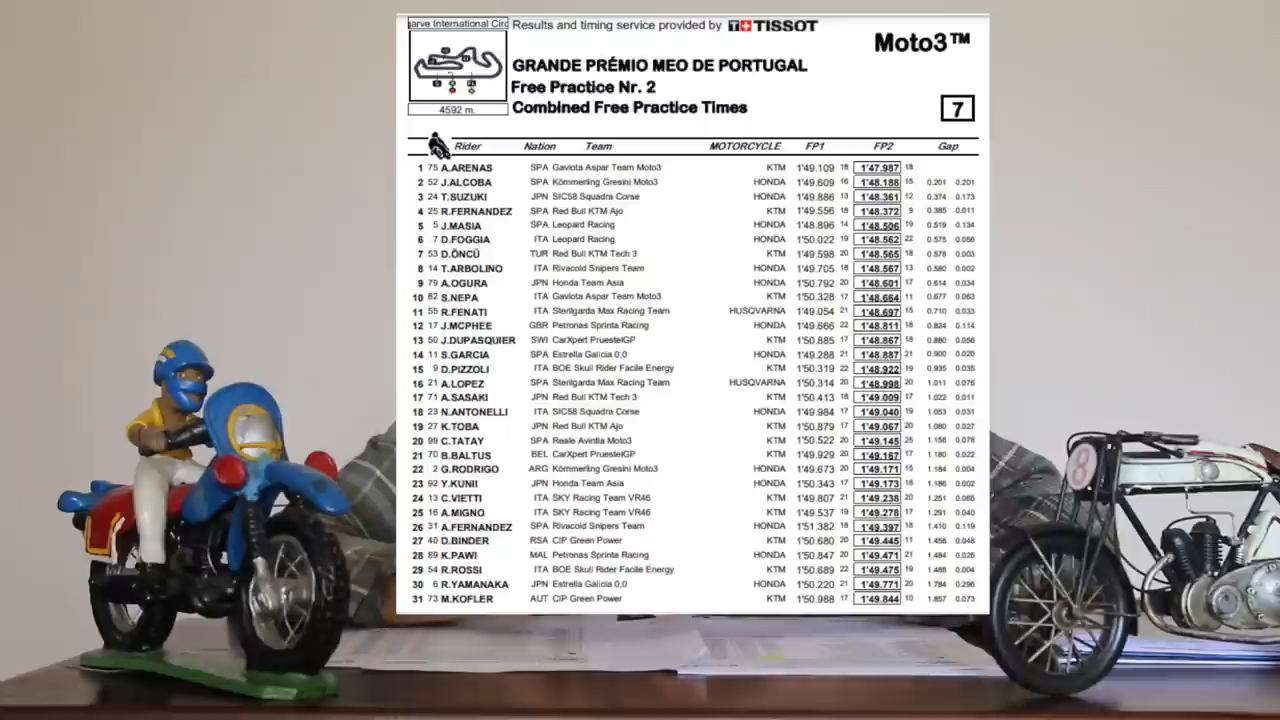 arve International Circ Results and timing service provided by TISSOT
Moto3™
GRANDE PRÉMIO MEO DE PORTUGAL
Free Practice Nr. 2
4592 m. Combined Free Practice Times 7
Rider Nation Team MOTORCYCLE FP1 FP2 Gap
1 75 A.ARENAS SPA Gaviota Aspar Team Moto3 KTM 1'49.109 18 1'47.987 18
2 52 J.ALCOBA SPA Kömmerling Gresini Moto3 HONDA 1'49.609 16 1'48.188 15 0.201 0.201
3 24 T.SUZUKI JPN SIC58 Squadra Corse HONDA 1'49.886 13 1'48.361 12 0.374 0.173
4 25 R.FERNANDEZ SPA Red Bull KTM Ajo KTM 1'49.556 18 1'48.372 9 0.385 0.011
5 5 J.MASIA SPA Leopard Racing HONDA 1'48.896 14 1'48.506 19 0.519 0.134
6 7 D.FOGGIA ITA Leopard Racing HONDA 1'50.022 19 1'48.562 22 0.575 0.056
7 53 D.ÖNCÜ TUR Red Bull KTM Tech 3 KTM 1'49.598 20 1'48.565 18 0.578 0.003
8 14 T.ARBOLINO ITA Rivacold Snipers Team HONDA 1'49.705 18 1'48.567 13 0.580 0.002
9 79 A.OGURA JPN Honda Team Asia HONDA 1'50.792 20 1'48.601 17 0.614 0.034
10 82 S.NEPA ITA Gaviota Aspar Team Moto3 KTM 1'50.328 17 1'48.664 11 0.677 0.063
11 55 R.FENATI ITA Sterilgarda Max Racing Team HUSQVARNA 1'49.054 21 1'48.697 15 0.710 0.033
12 17 J.MCPHEE GBR Petronas Sprinta Racing HONDA 1'49.666 22 1'48.811 18 0.824 0.114
13 50 J.DUPASQUIER SWI CarXpert PruestelGP KTM 1'50.885 17 1'48.867 18 0.880 0.056
14 11 S.GARCIA SPA Estrella Galicia 0,0 HONDA 1'49.288 21 1'48.887 21 0.900 0.020
15 9 D.PIZZOLI ITA BOE Skull Rider Facile Energy KTM 1'50.319 22 1'48.922 19 0.935 0.035
16 21 A.LOPEZ SPA Sterilgarda Max Racing Team HUSQVARNA 1'50.314 20 1'48.998 20 1.011 0.076
17 71 A.SASAKI JPN Red Bull KTM Tech 3 KTM 1'50.413 18 1'49.009 17 1.022 0.011
18 23 N.ANTONELLI ITA SIC58 Squadra Corse HONDA 1'49.984 17 1'49.040 19 1.053 0.031
19 27 K.TOBA JPN Red Bull KTM Ajo KTM 1'50.879 17 1'49.067 20 1.080 0.027
20 99 C.TATAY SPA Reale Avintia Moto3 KTM 1'50.522 20 1'49.145 25 1.158 0.078
21 70 B.BALTUS BEL CarXpert PruestelGP KTM 1'49.929 20 1'49.167 17 1.180 0.022
22 2 G.RODRIGO ARG Kömmerling Gresini Moto3 HONDA 1'49.673 20 1'49.171 15 1.184 0.004
23 92 Y.KUNII JPN Honda Team Asia HONDA 1'50.343 17 1'49.173 18 1.186 0.002
24 13 C.VIETTI ITA SKY Racing Team VR46 KTM 1'49.807 21 1'49.238 20 1.251 0.065
25 16 A.MIGNO ITA SKY Racing Team VR46 KTM 1'49.537 19 1'49.278 17 1.291 0.040
26 31 A.FERNANDEZ SPA Rivacold Snipers Team HONDA 1'51.382 18 1'49.397 18 1.410 0.119
27 40 D.BINDER RSA CIP Green Power KTM 1'50.680 20 1'49.445 11 1.458 0.048
28 89 K.PAWI MAL Petronas Sprinta Racing HONDA 1'50.847 20 1'49.471 21 1.484 0.026
29 54 R.ROSSI ITA BOE Skull Rider Facile Energy KTM 1'50.689 22 1'49.475 19 1.488 0.004
30 6 R.YAMANAKA JPN Estrella Galicia 0,0 HONDA 1'50.220 21 1'49.771 20 1.784 0.296
31 73 M.KOFLER AUT CIP Green Power KTM 1'50.988 17 1'49.844 10 1.857 0.073
8